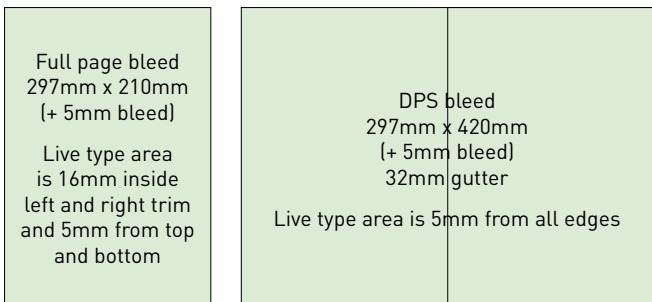 Full page bleed
297mm x 210mm
(+ 5mm bleed)
Live type area
is 16mm inside
left and right trim
and 5mm from top
and bottom
DPS bleed
297mm x 420mm
(+ 5mm bleed)
32mm gutter
Live type area is 5mm from all edges